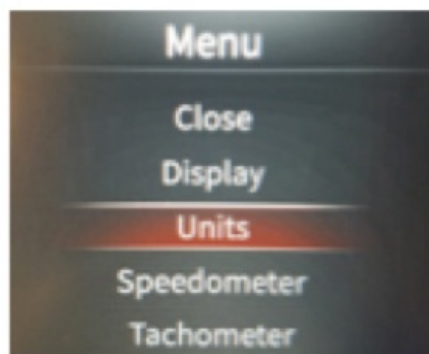 Menu
Close
Display
Units
Speedometer
Tachometer